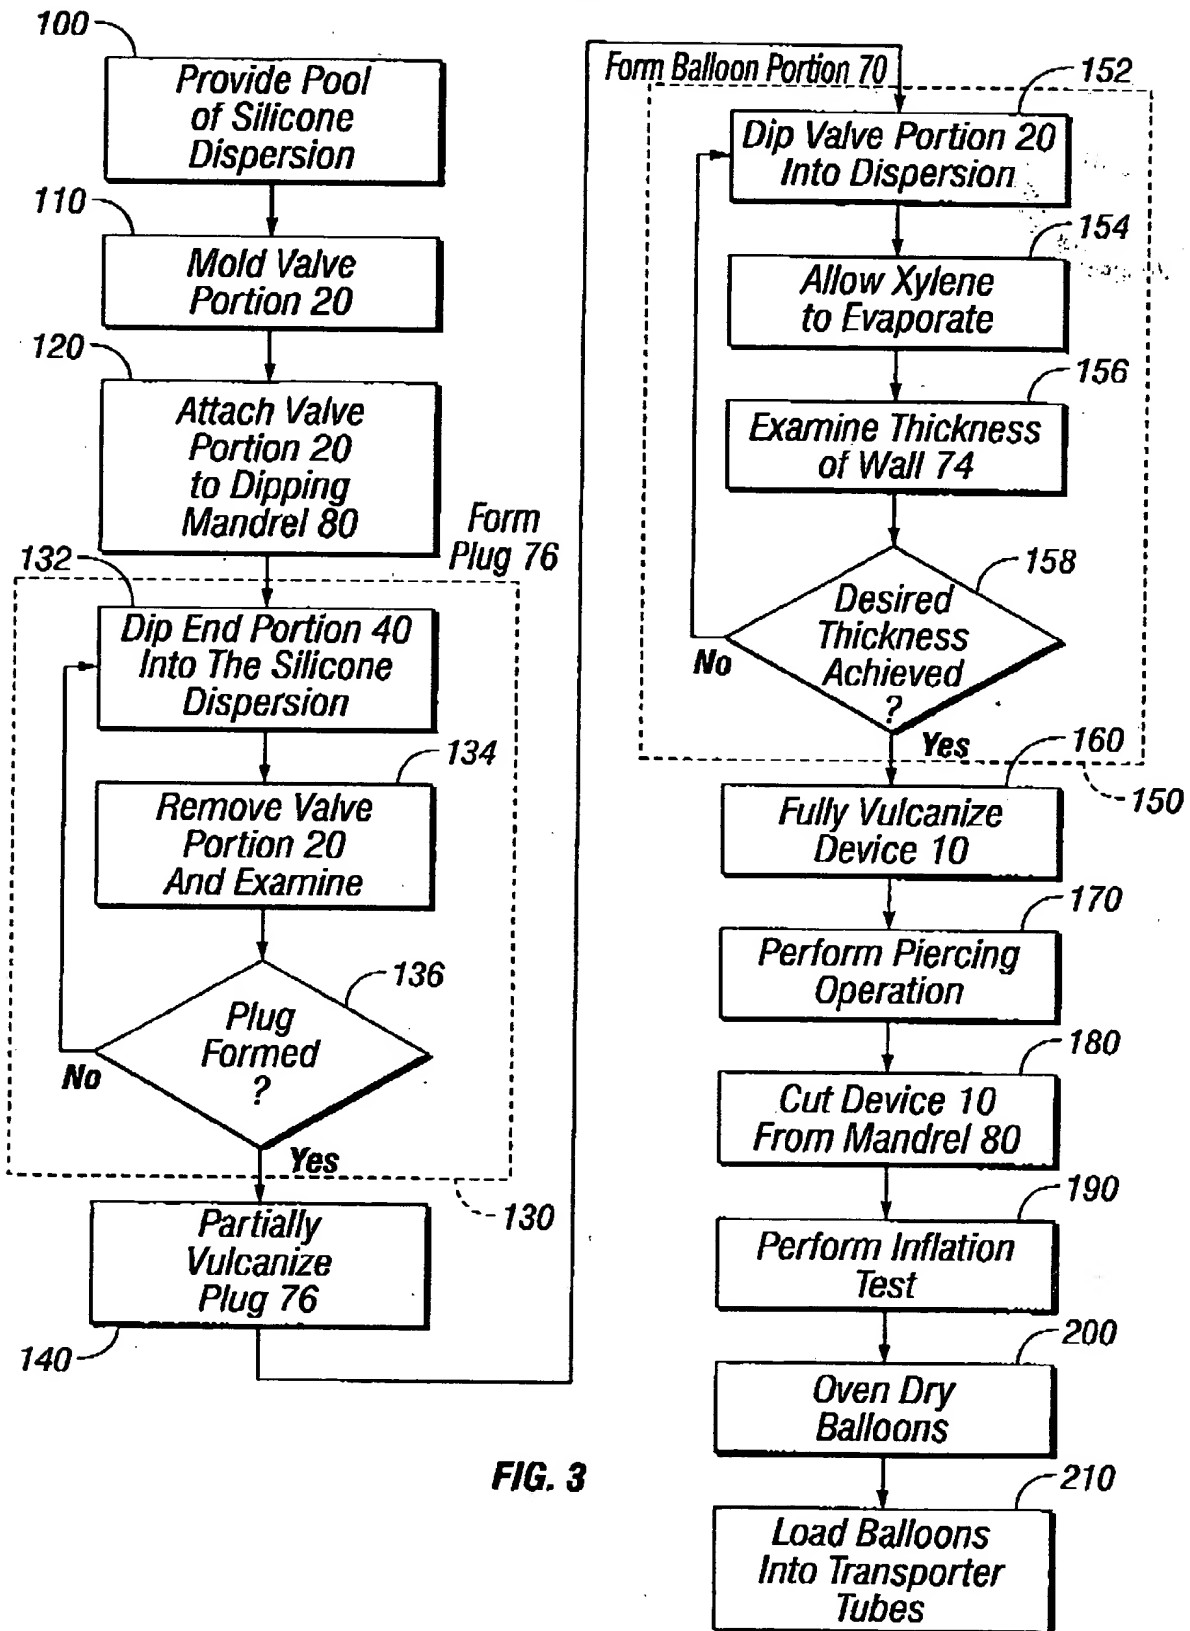 100
Provide Pool
of Silicone
Dispersion
110
Mold Valve
Portion 20
120
Attach Valve
Portion 20
to Dipping
Mandrel 80
Form
Plug 76
132
Dip End Portion 40
Into The Silicone
Dispersion
134
Remove Valve
Portion 20
And Examine
136
Plug
Formed
?
No
Yes
130
Partially
Vulcanize
Plug 76
140
Form Balloon Portion 70
152
Dip Valve Portion 20
Into Dispersion
154
Allow Xylene
to Evaporate
156
Examine Thickness
of Wall 74
158
Desired
Thickness
Achieved
?
No
Yes
160
150
Fully Vulcanize
Device 10
170
Perform Piercing
Operation
180
Cut Device 10
From Mandrel 80
190
Perform Inflation
Test
200
Oven Dry
Balloons
210
Load Balloons
Into Transporter
Tubes
FIG. 3